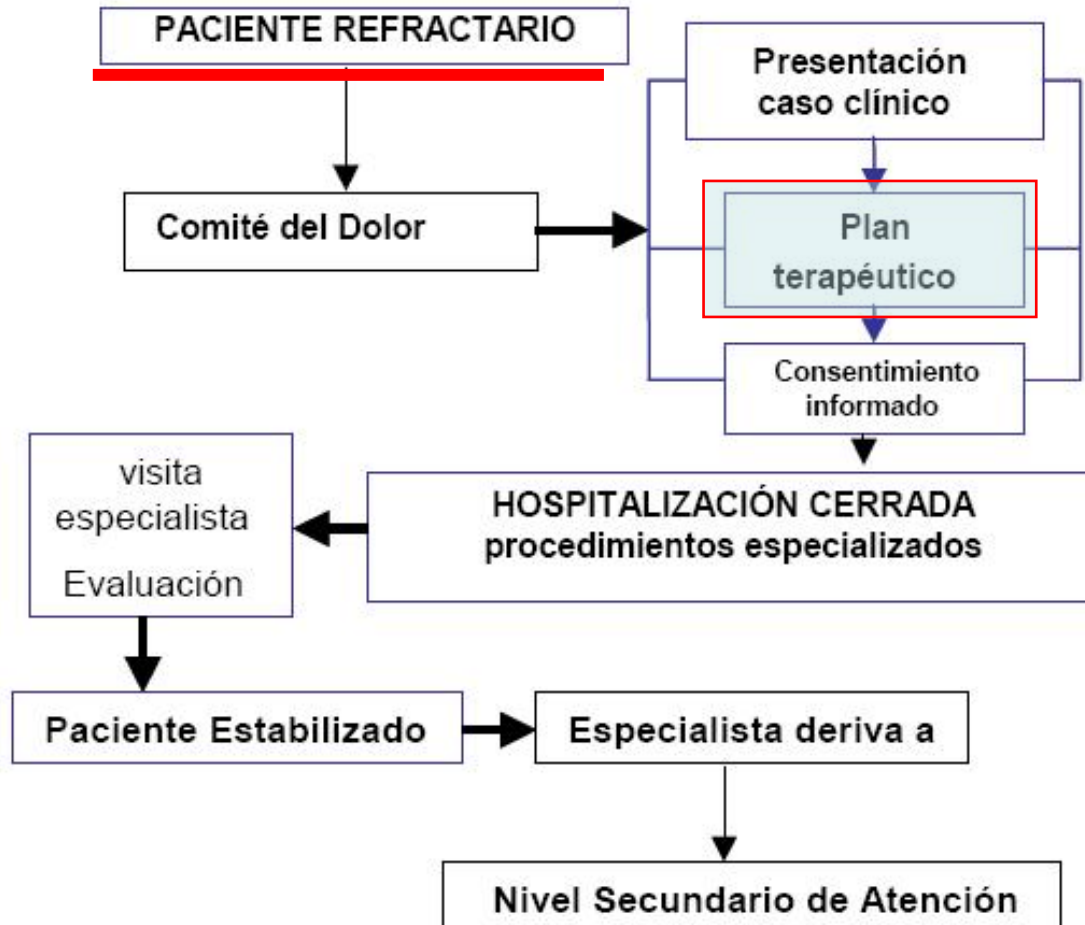 PACIENTE REFRACTARIO
Presentación
caso clínico
Comité del Dolor
Plan
terapéutico
Consentimiento
informado
HOSPITALIZACIÓN CERRADA
procedimientos especializados
visita
especialista
Evaluación
Paciente Estabilizado
Especialista deriva a
Nivel Secundario de Atención